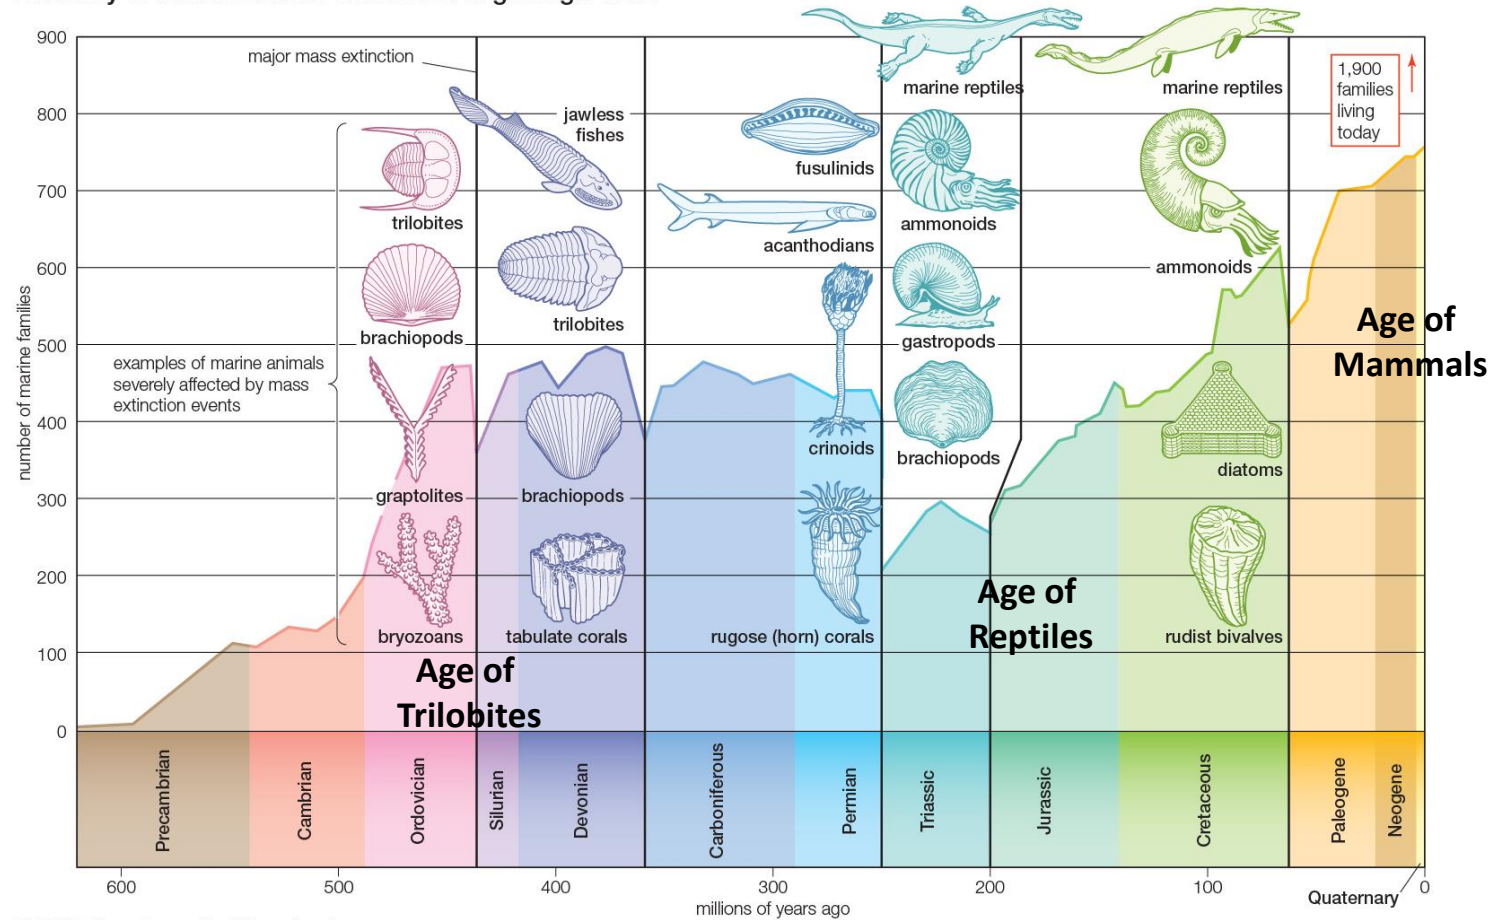 900
800
700
600
500
400
300
200
100
0
number of marine families
major mass extinction
examples of marine animals
severely affected by mass
extinction events
trilobites
brachiopods
graptolites
bryozoans
jawless
fishes
trilobites
brachiopods
tabulate corals
fusulinids
acanthodians
crinoids
rugose (horn) corals
marine reptiles
ammonoids
gastropods
brachiopods
marine reptiles
ammonoids
diatoms
rudist bivalves
1,900
families
living
today
Age of
Trilobites
Age of
Reptiles
Age of
Mammals
Precambrian
Cambrian
Ordovician
Silurian
Devonian
Carboniferous
Permian
Triassic
Jurassic
Cretaceous
Paleogene
Neogene
Quaternary
600
500
400
300
200
100
0
millions of years ago